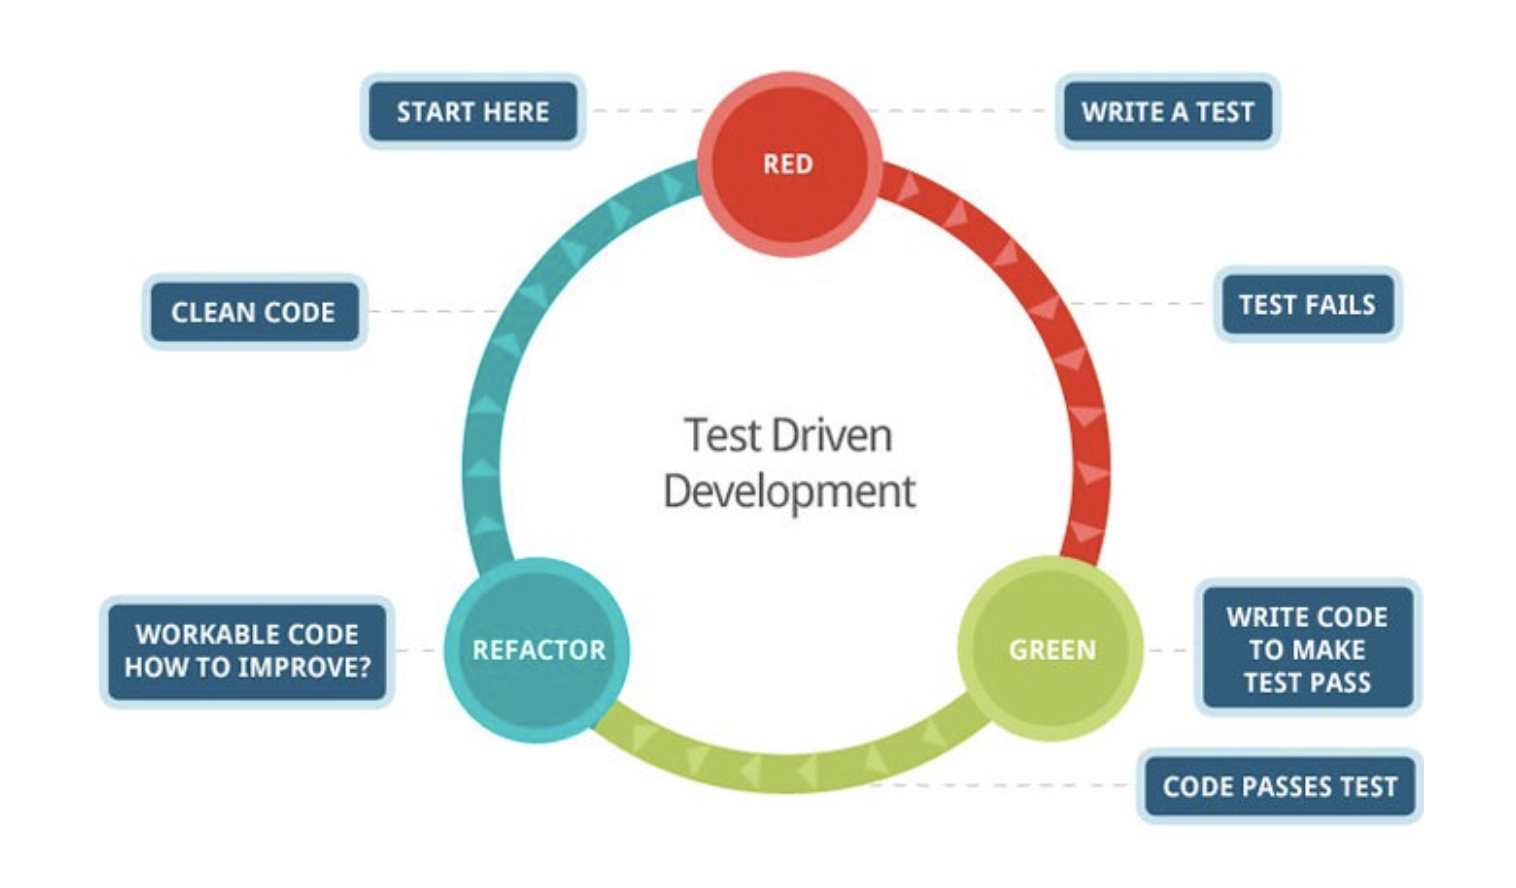 START HERE
RED
WRITE A TEST
CLEAN CODE
TEST FAILS
Test Driven
Development
WORKABLE CODE
HOW TO IMPROVE?
REFACTOR
GREEN
WRITE CODE
TO MAKE
TEST PASS
CODE PASSES TEST